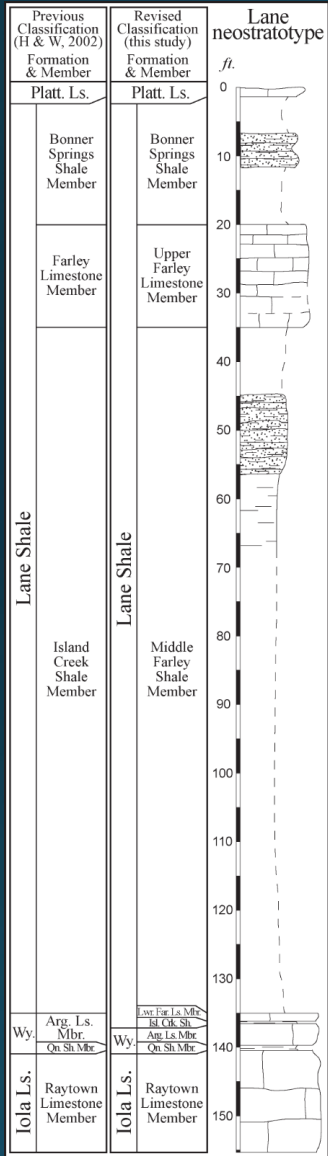 Previous
Classification
(H & W, 2002)
Formation
& Member
Revised
Classification
(this study)
Formation
& Member
Lane
neostratotype
ft.
Platt. Ls.
Platt. Ls.
Lane Shale
Bonner
Springs
Shale
Member
Farley
Limestone
Member
Island
Creek
Shale
Member
Lane Shale
Bonner
Springs
Shale
Member
Upper
Farley
Limestone
Member
Middle
Farley
Shale
Member
Lwr. Far. Ls. Mbr.
Isl. Crk. Sh.
Wy.
Arg. Ls.
Mbr.
Qn. Sh. Mbr.
Wy.
Arg. Ls. Mbr.
Qn. Sh. Mbr.
Iola Ls.
Raytown
Limestone
Member
Iola Ls.
Raytown
Limestone
Member
0
10
20
30
40
50
60
70
80
90
100
110
120
130
140
150